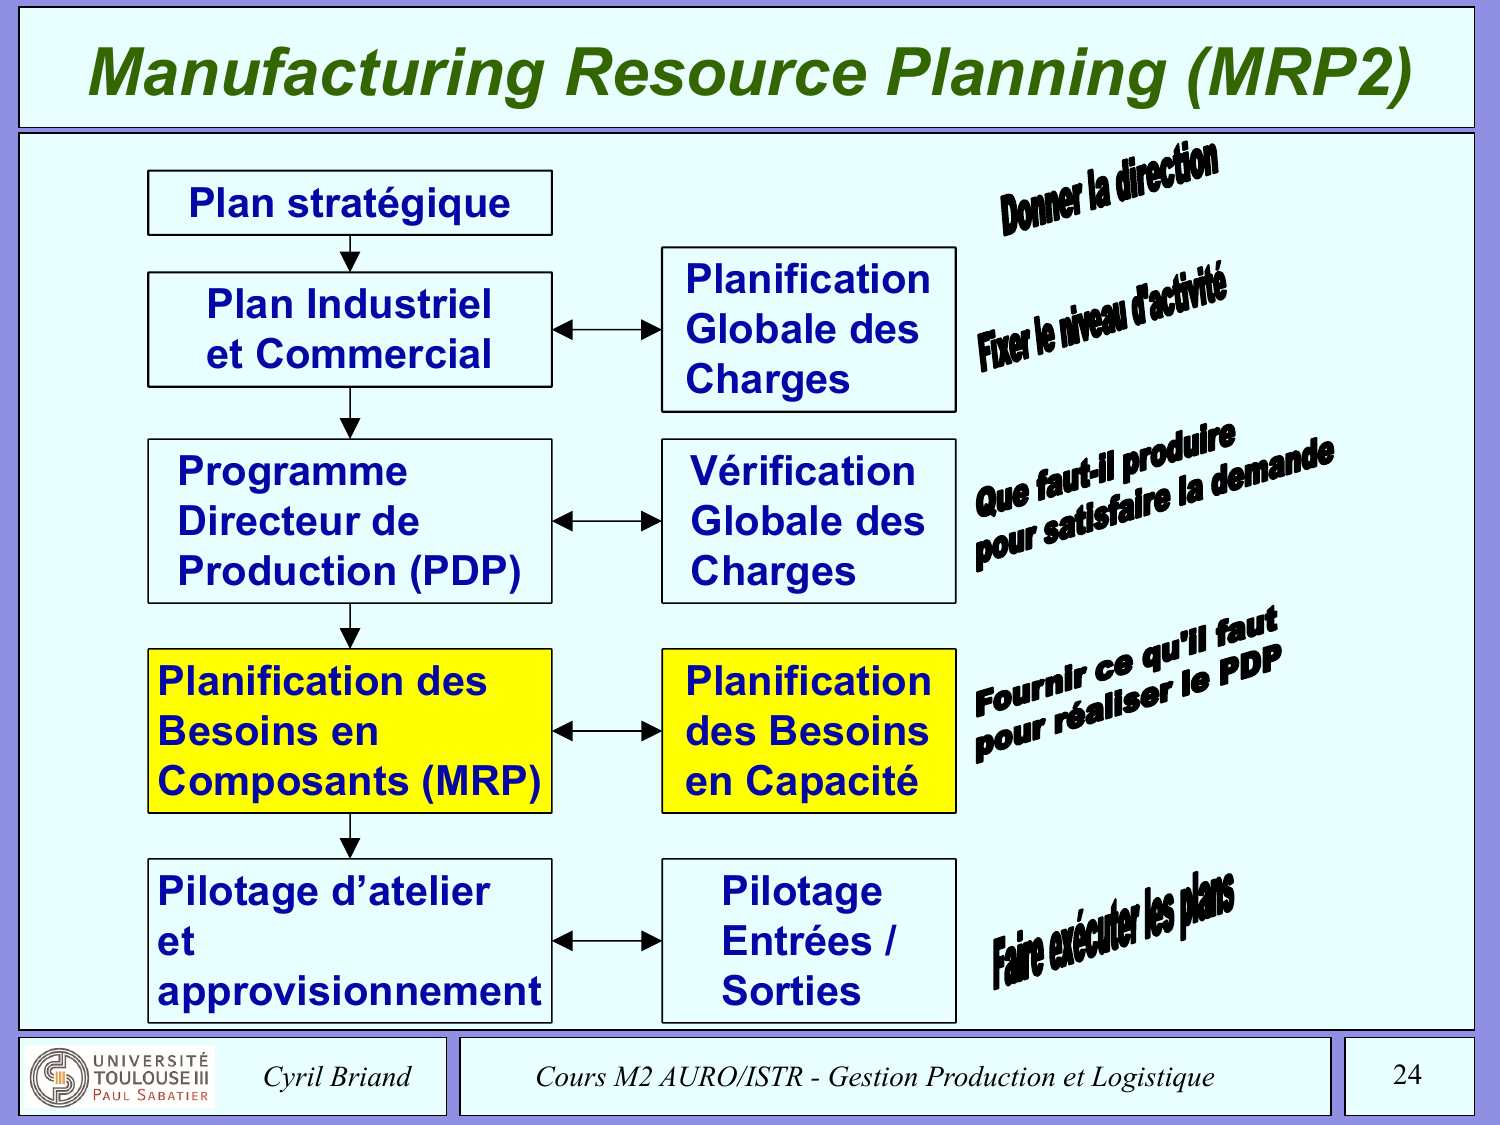 Manufacturing Resource Planning (MRP2)
Plan stratégique
Donner la direction
Plan Industriel
et Commercial
Planification
Globale des
Charges
Fixer le niveau d'activité
Programme
Directeur de
Production (PDP)
Vérification
Globale des
Charges
Que faut-il produire
pour satisfaire la demande
Planification des
Besoins en
Composants (MRP)
Planification
des Besoins
en Capacité
Fournir ce qu'il faut
pour réaliser le PDP
Pilotage d’atelier
et
approvisionnement
Pilotage
Entrées /
Sorties
Faire exécuter les plans
UNIVERSITÉ
TOULOUSE III
PAUL SABATIER
Cyril Briand
Cours M2 AURO/ISTR - Gestion Production et Logistique
24